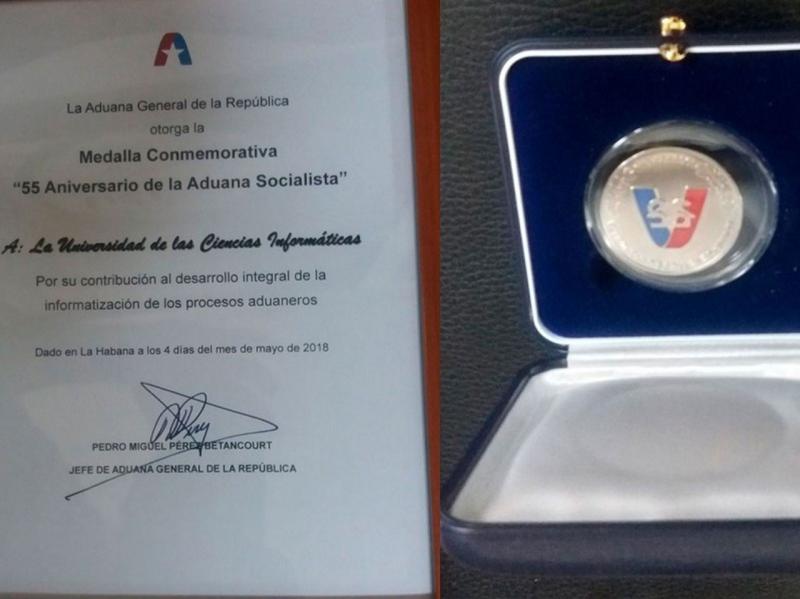 La Aduana General de la República
otorga la
Medalla Conmemorativa
“55 Aniversario de la Aduana Socialista”
A: La Universidad de las Ciencias Informáticas
Por su contribución al desarrollo integral de la
informatización de los procesos aduaneros
Dado en La Habana a los 4 días del mes de mayo de 2018
PEDRO MIGUEL PÉREZ BETANCOURT
JEFE DE ADUANA GENERAL DE LA REPÚBLICA